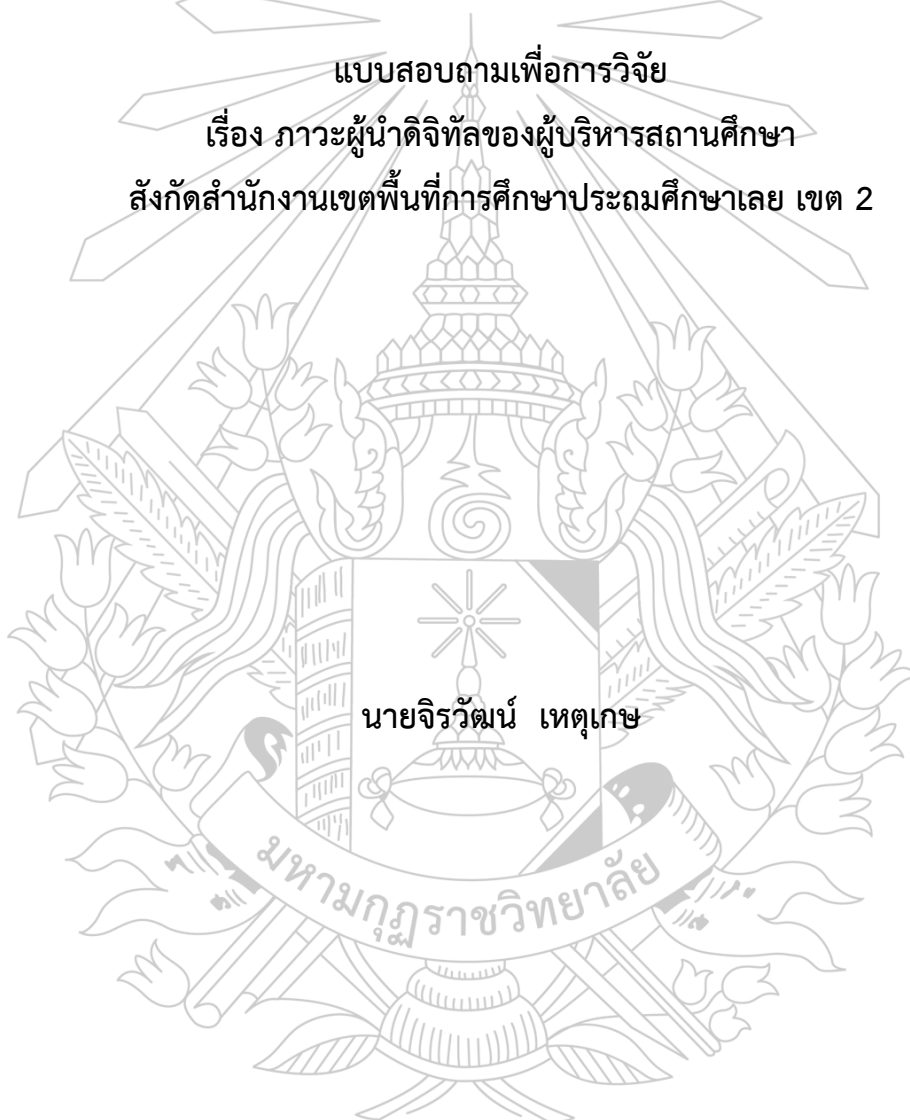 แบบสอบถามเพื่อการวิจัย
เรื่อง ภาวะผู้นำดิจิทัลของผู้บริหารสถานศึกษา
สังกัดสำนักงานเขตพื้นที่การศึกษาประถมศึกษาเลย เขต 2
นายจิรวัฒน์ เหตุเกษ
มหามกุฏราชวิทยาลัย